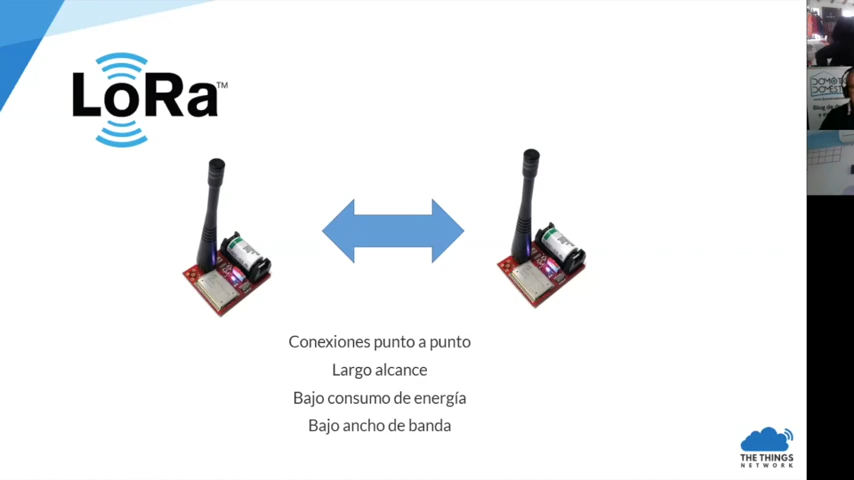 LoRa™
Conexiones punto a punto
Largo alcance
Bajo consumo de energía
Bajo ancho de banda
THE THINGS
NETWORK